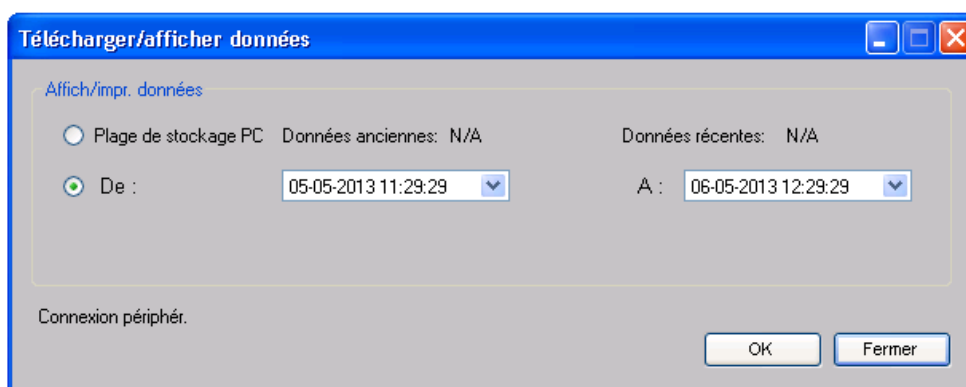 Télécharger/afficher données
Affich/impr. données
Plage de stockage PC Données anciennes: N/A Données récentes: N/A
De : 05-05-2013 11:29:29 A : 06-05-2013 12:29:29
Connexion périphér.
OK Fermer